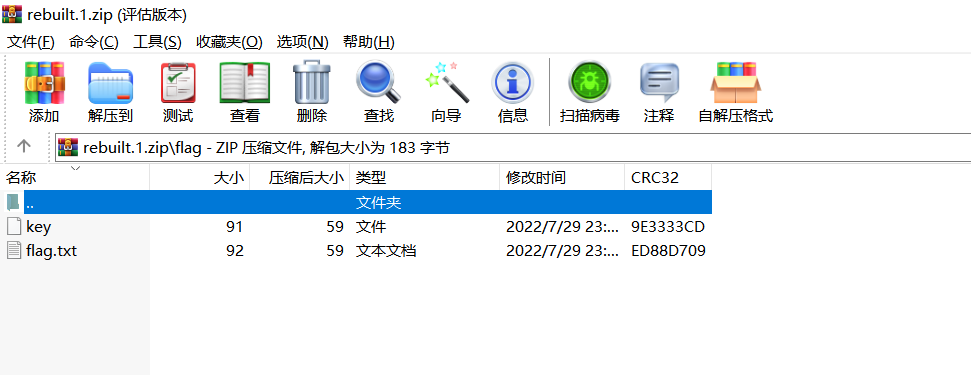 rebuilt.1.zip (评估版本)
文件(F) 命令(C) 工具(S) 收藏夹(O) 选项(N) 帮助(H)
添加 解压到 测试 查看 删除 查找 向导 信息 扫描病毒 注释 自解压格式
rebuilt.1.zip\flag - ZIP 压缩文件, 解包大小为 183 字节
名称 大小 压缩后大小 类型 修改时间 CRC32
.. 文件夹
key 91 59 文件 2022/7/29 23:... 9E3333CD
flag.txt 92 59 文本文档 2022/7/29 23:... ED88D709